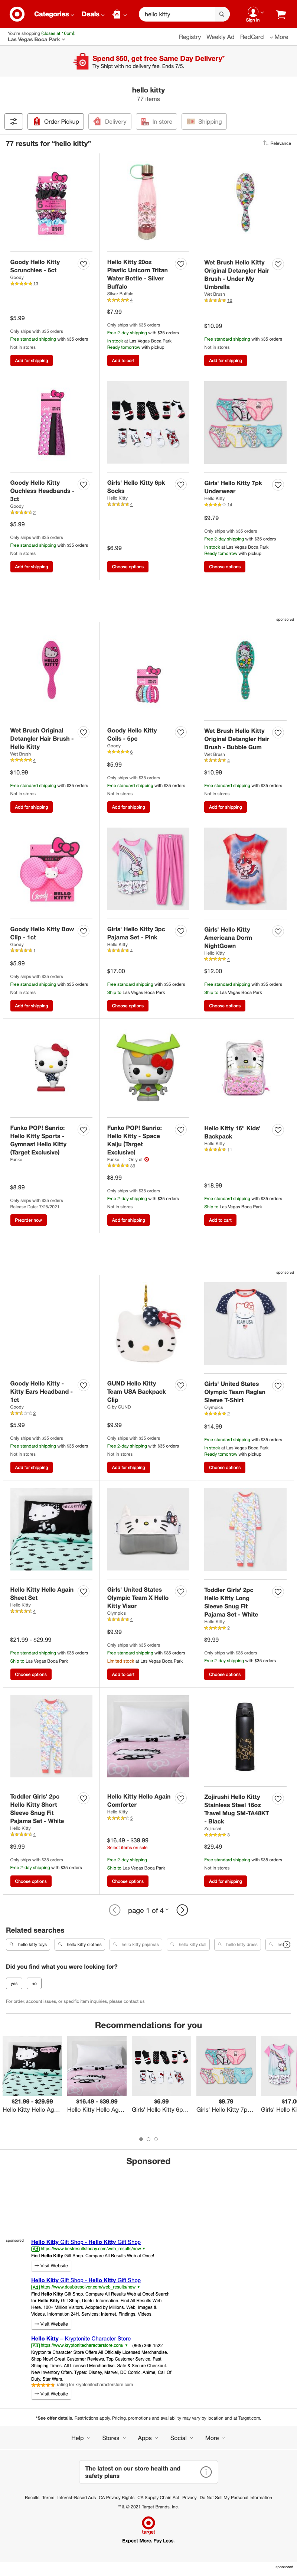 Categories
Deals
hello kitty
Sign in
You're shopping (closes at 10pm)
Las Vegas Boca Park
Registry Weekly Ad RedCard More
Spend $50, get free Same Day Delivery*
Try Shipt with no delivery fee. Ends 7/5.
hello kitty
77 items
Order Pickup
Delivery
In store
Shipping
77 results for "hello kitty"
Relevance
Goody Hello Kitty Scrunchies - 6ct
Goody
13
$5.99
Only ships with $35 orders
Free standard shipping with $35 orders
Not in stores
Add for shipping
Hello Kitty 20oz Plastic Unicorn Tritan Water Bottle - Silver Buffalo
Silver Buffalo
4
$7.99
Only ships with $35 orders
Free 2-day shipping with $35 orders
In stock at Las Vegas Boca Park
Ready tomorrow with pickup
Add to cart
Wet Brush Hello Kitty Original Detangler Hair Brush - Under My Umbrella
Wet Brush
10
$10.99
Free standard shipping with $35 orders
Not in stores
Add for shipping
Goody Hello Kitty Ouchless Headbands - 3ct
Goody
2
$5.99
Only ships with $35 orders
Free standard shipping with $35 orders
Not in stores
Add for shipping
Girls' Hello Kitty 6pk Socks
Hello Kitty
4
$6.99
Choose options
Girls' Hello Kitty 7pk Underwear
Hello Kitty
14
$9.79
Only ships with $35 orders
Free 2-day shipping with $35 orders
In stock at Las Vegas Boca Park
Ready tomorrow with pickup
Choose options
sponsored
Wet Brush Original Detangler Hair Brush - Hello Kitty
Wet Brush
4
$10.99
Free standard shipping with $35 orders
Not in stores
Add for shipping
Goody Hello Kitty Coils - 5pc
Goody
6
$5.99
Only ships with $35 orders
Free standard shipping with $35 orders
Not in stores
Add for shipping
Wet Brush Hello Kitty Original Detangler Hair Brush - Bubble Gum
Wet Brush
4
$10.99
Free standard shipping with $35 orders
Not in stores
Add for shipping
Goody Hello Kitty Bow Clip - 1ct
Goody
1
$5.99
Only ships with $35 orders
Free standard shipping with $35 orders
Not in stores
Add for shipping
Girls' Hello Kitty 3pc Pajama Set - Pink
Hello Kitty
4
$17.00
Free standard shipping with $35 orders
Ship to Las Vegas Boca Park
Choose options
Girls' Hello Kitty Americana Dorm NightGown
Hello Kitty
4
$12.00
Free standard shipping with $35 orders
Ship to Las Vegas Boca Park
Choose options
Funko POP! Sanrio: Hello Kitty Sports - Gymnast Hello Kitty (Target Exclusive)
Funko
$8.99
Only ships with $35 orders
Release Date: 7/25/2021
Preorder now
Funko POP! Sanrio: Hello Kitty - Space Kaiju (Target Exclusive)
Funko Only at
39
$8.99
Only ships with $35 orders
Free 2-day shipping with $35 orders
Not in stores
Add for shipping
Hello Kitty 16" Kids' Backpack
Hello Kitty
11
$18.99
Free standard shipping with $35 orders
Ship to Las Vegas Boca Park
Add to cart
sponsored
Goody Hello Kitty - Kitty Ears Headband - 1ct
Goody
2
$5.99
Only ships with $35 orders
Free standard shipping with $35 orders
Not in stores
Add for shipping
GUND Hello Kitty Team USA Backpack Clip
G by GUND
$9.99
Only ships with $35 orders
Free 2-day shipping with $35 orders
Not in stores
Add for shipping
Girls' United States Olympic Team Raglan Sleeve T-Shirt
Olympics
2
$14.99
Free standard shipping with $35 orders
In stock at Las Vegas Boca Park
Ready tomorrow with pickup
Choose options
Hello Kitty Hello Again Sheet Set
Hello Kitty
4
$21.99 - $29.99
Free standard shipping with $35 orders
Ship to Las Vegas Boca Park
Choose options
Girls' United States Olympic Team X Hello Kitty Visor
Olympics
4
$9.99
Only ships with $35 orders
Free standard shipping with $35 orders
Limited stock at Las Vegas Boca Park
Add to cart
Toddler Girls' 2pc Hello Kitty Long Sleeve Snug Fit Pajama Set - White
Hello Kitty
2
$9.99
Only ships with $35 orders
Free 2-day shipping with $35 orders
Choose options
Toddler Girls' 2pc Hello Kitty Short Sleeve Snug Fit Pajama Set - White
Hello Kitty
4
$9.99
Only ships with $35 orders
Free 2-day shipping with $35 orders
Choose options
Hello Kitty Hello Again Comforter
Hello Kitty
5
$16.49 - $39.99
Select items on sale
Free 2-day shipping
Ship to Las Vegas Boca Park
Choose options
Zojirushi Hello Kitty Stainless Steel 16oz Travel Mug SM-TA48KT - Black
Zojirushi
3
$29.49
Free standard shipping with $35 orders
Not in stores
Add for shipping
page 1 of 4
Related searches
hello kitty toys
hello kitty clothes
hello kitty pajamas
hello kitty doll
hello kitty dress
Did you find what you were looking for?
yes
no
For order, account issues, or specific item inquiries, please contact us
Recommendations for you
$21.99 - $29.99
Hello Kitty Hello Ag...
$16.49 - $39.99
Hello Kitty Hello Ag...
$6.99
Girls' Hello Kitty 6p...
$9.79
Girls' Hello Kitty 7p...
$17.0
Girls' Hello Ki
Sponsored
sponsored
Hello Kitty Gift Shop - Hello Kitty Gift Shop
Ad https://www.bestresultstoday.com/web_results/now
Find Hello Kitty Gift Shop. Compare All Results Web at Once!
→ Visit Website
Hello Kitty Gift Shop - Hello Kitty Gift Shop
Ad https://www.doubtresolver.com/web_results/now
Find Hello Kitty Gift Shop. Compare All Results Web at Once! Search
for Hello Kitty Gift Shop, Useful Information. Find All Results Web
Here. 100+ Million Visitors. Adopted by Millions. Web, Images &
Videos. Information 24h. Services: Internet, Findings, Videos.
→ Visit Website
Hello Kitty – Kryptonite Character Store
Ad https://www.kryptonitecharacterstore.com/ (865) 366-1522
Kryptonite Character Store Offers All Officially Licensed Merchandise.
Shop Now! Great Customer Reviews. Top Customer Service. Fast
Shipping Times. All Licensed Merchandise. Safe & Secure Checkout.
New Inventory Often. Types: Disney, Marvel, DC Comic, Anime, Call Of
Duty, Star Wars.
rating for kryptonitecharacterstore.com
→ Visit Website
*See offer details. Restrictions apply. Pricing, promotions and availability may vary by location and at Target.com.
Help Stores Apps Social More
The latest on our store health and
safety plans
Recalls Terms Interest-Based Ads CA Privacy Rights CA Supply Chain Act Privacy Do Not Sell My Personal Information
™ & © 2021 Target Brands, Inc.
target
Expect More. Pay Less.
sponsored